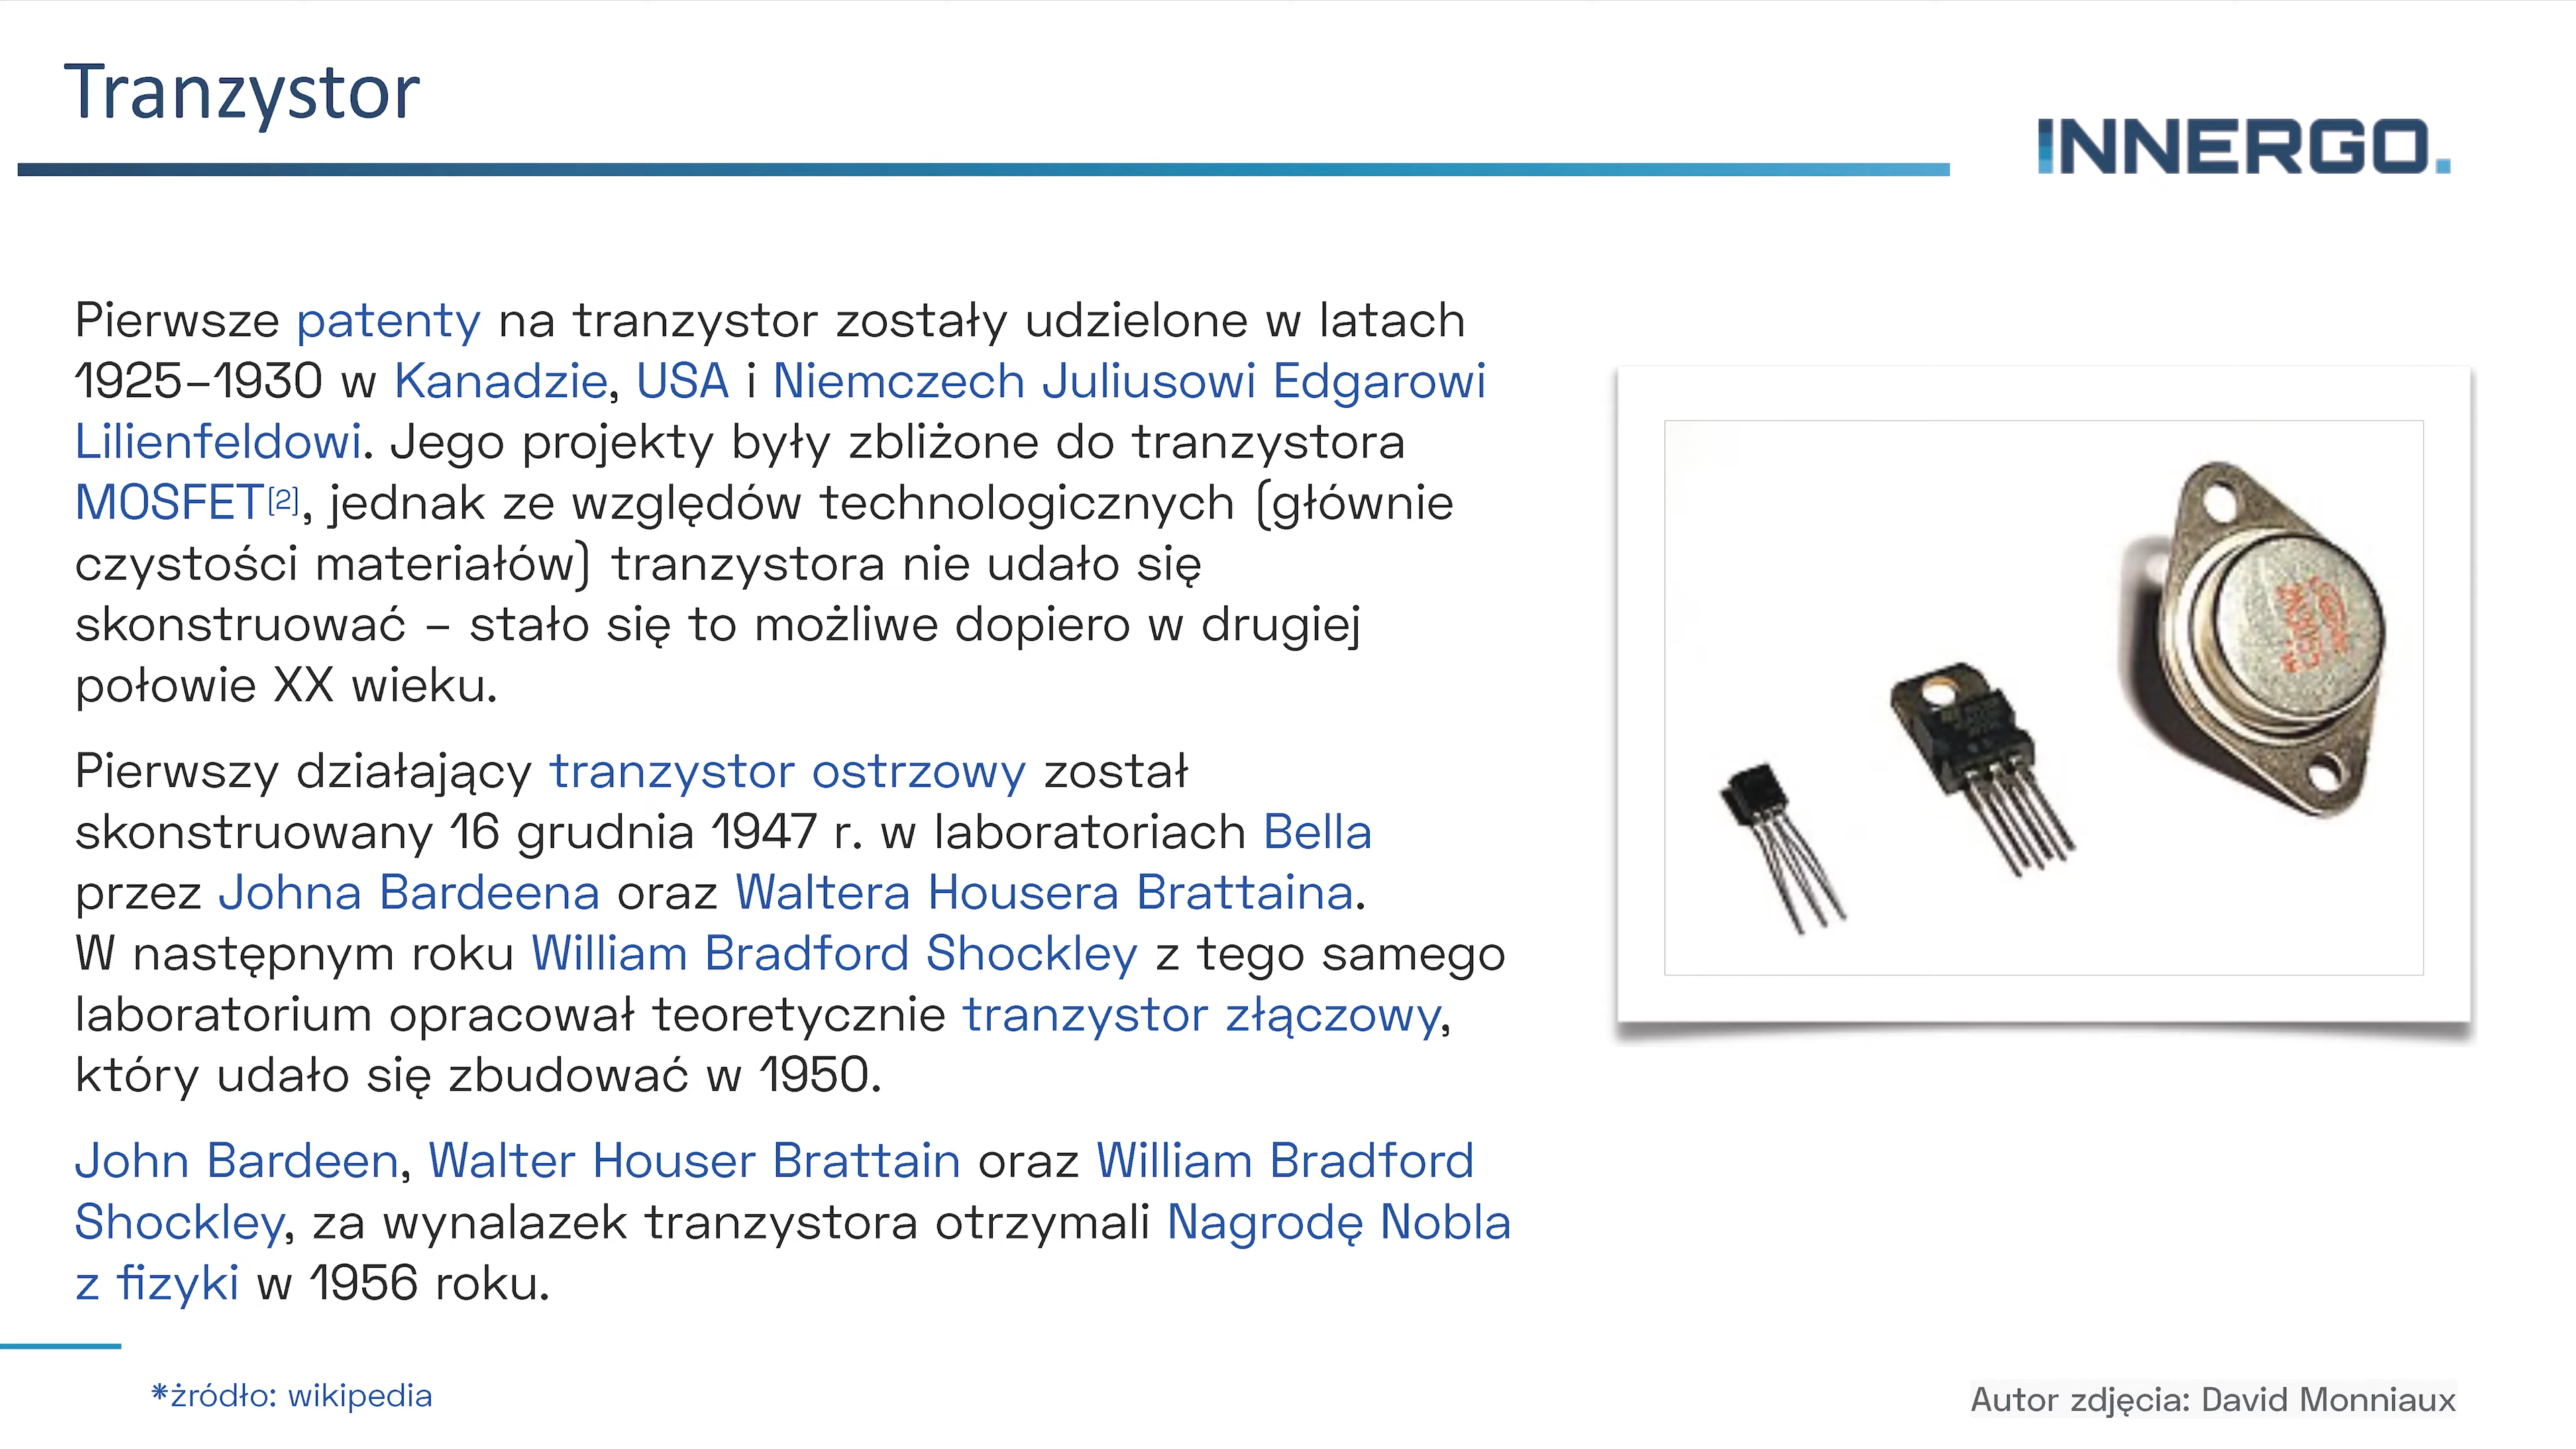 Tranzystor
INNERGO.
Pierwsze patenty na tranzystor zostały udzielone w latach
1925–1930 w Kanadzie, USA i Niemczech Juliusowi Edgarowi
Lilienfeldowi. Jego projekty były zbliżone do tranzystora
MOSFET[2], jednak ze względów technologicznych (głównie
czystości materiałów) tranzystora nie udało się
skonstruować – stało się to możliwe dopiero w drugiej
połowie XX wieku.
Pierwszy działający tranzystor ostrzowy został
skonstruowany 16 grudnia 1947 r. w laboratoriach Bella
przez Johna Bardeena oraz Waltera Housera Brattaina.
W następnym roku William Bradford Shockley z tego samego
laboratorium opracował teoretycznie tranzystor złączowy,
który udało się zbudować w 1950.
John Bardeen, Walter Houser Brattain oraz William Bradford
Shockley, za wynalazek tranzystora otrzymali Nagrodę Nobla
z fizyki w 1956 roku.
*żródło: wikipedia
Autor zdjęcia: David Monniaux